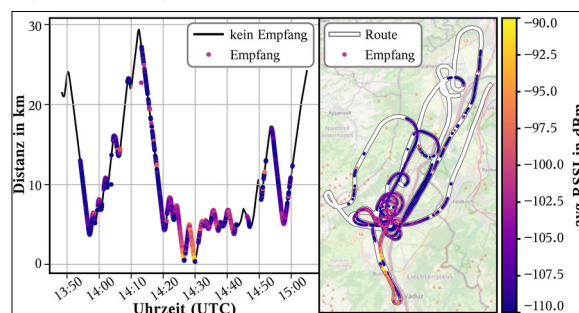 30
20
10
0
Distanz in km
kein Empfang
Empfang
13:50
14:00
14:10
14:20
14:30
14:40
14:50
15:00
Uhrzeit (UTC)
Route
Empfang
Vaduz
−90.0
−92.5
−95.0
−97.5
−100.0
−102.5
−105.0
−107.5
−110.0
avg RSSI in dBm